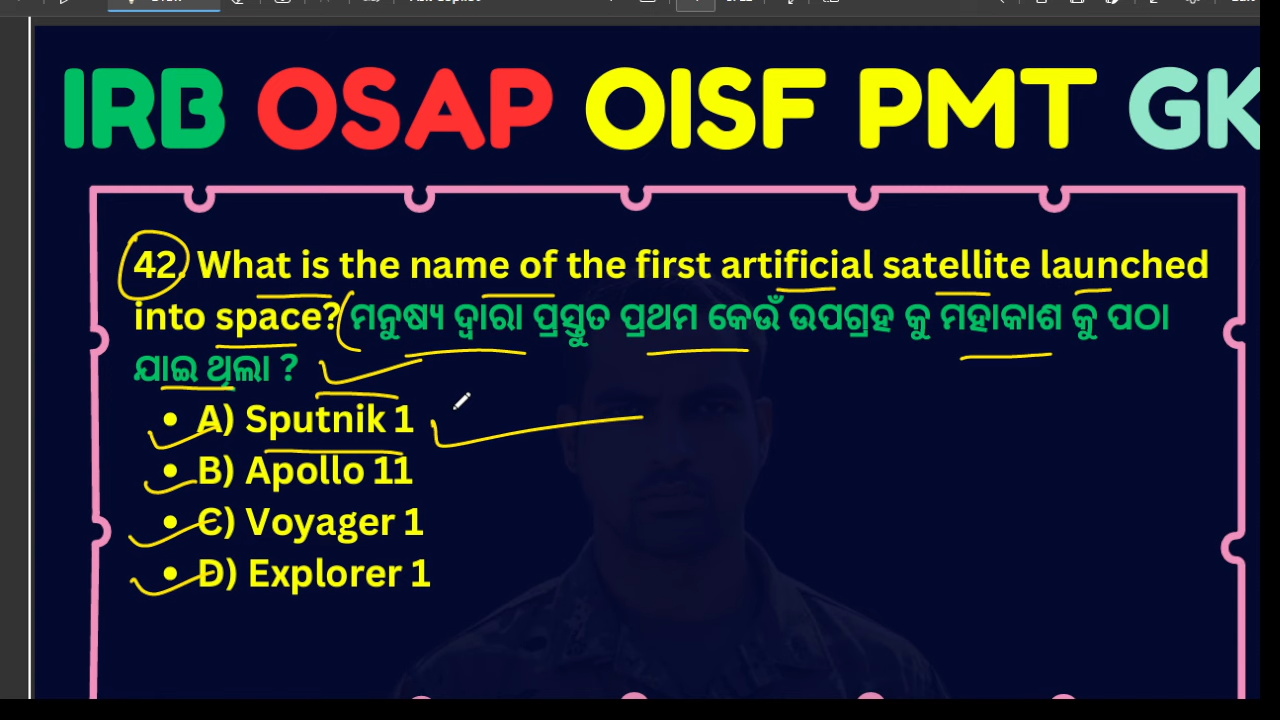 IRB OSAP OISF PMT GK
42. What is the name of the first artificial satellite launched
into space? ମନୁଷ୍ୟ ଦ୍ୱାରା ପ୍ରସ୍ତୁତ ପ୍ରଥମ କେଉଁ ଉପଗ୍ରହ କୁ ମହାକାଶ କୁ ପଠା
ଯାଇ ଥିଲା ?
• A) Sputnik 1
• B) Apollo 11
• C) Voyager 1
• D) Explorer 1